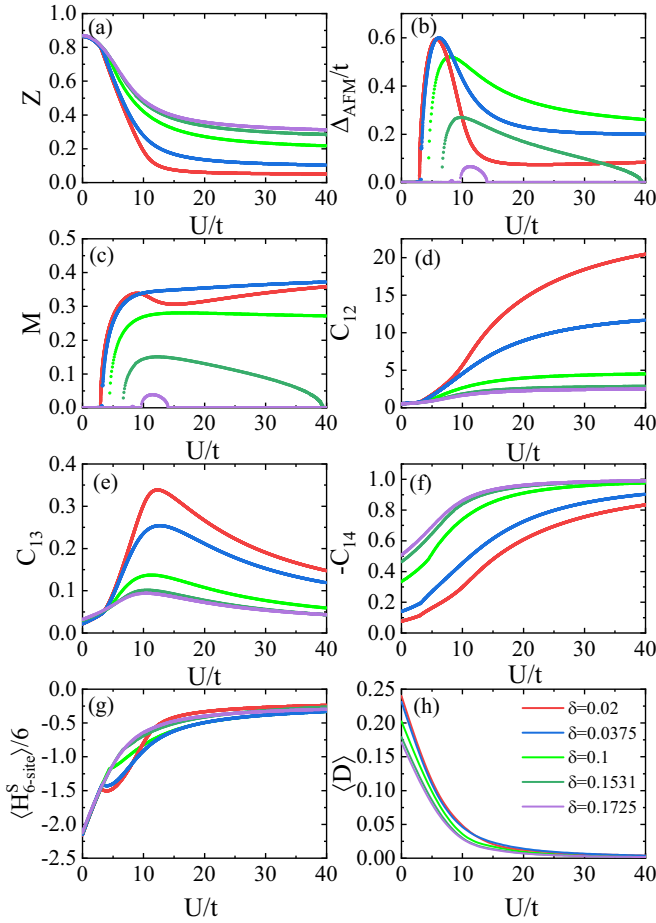 (a)
Z
1.0
0.8
0.6
0.4
0.2
0.0
0 10 20 30 40
U/t
(b)
Δ_AFM/t
0.6
0.4
0.2
0.0
0 10 20 30 40
U/t
(c)
M
0.5
0.4
0.3
0.2
0.1
0.0
0 10 20 30 40
U/t
(d)
C₁₂
20
15
10
5
0
0 10 20 30 40
U/t
(e)
C₁₃
0.4
0.3
0.2
0.1
0.0
0 10 20 30 40
U/t
(f)
-C₁₄
1.0
0.8
0.6
0.4
0.2
0.0
0 10 20 30 40
U/t
(g)
⟨H^S_6-site⟩/6
0.0
-0.5
-1.0
-1.5
-2.0
-2.5
0 10 20 30 40
U/t
(h)
⟨D⟩
0.25
0.20
0.15
0.10
0.05
0.00
0 10 20 30 40
U/t
δ=0.02
δ=0.0375
δ=0.1
δ=0.1531
δ=0.1725